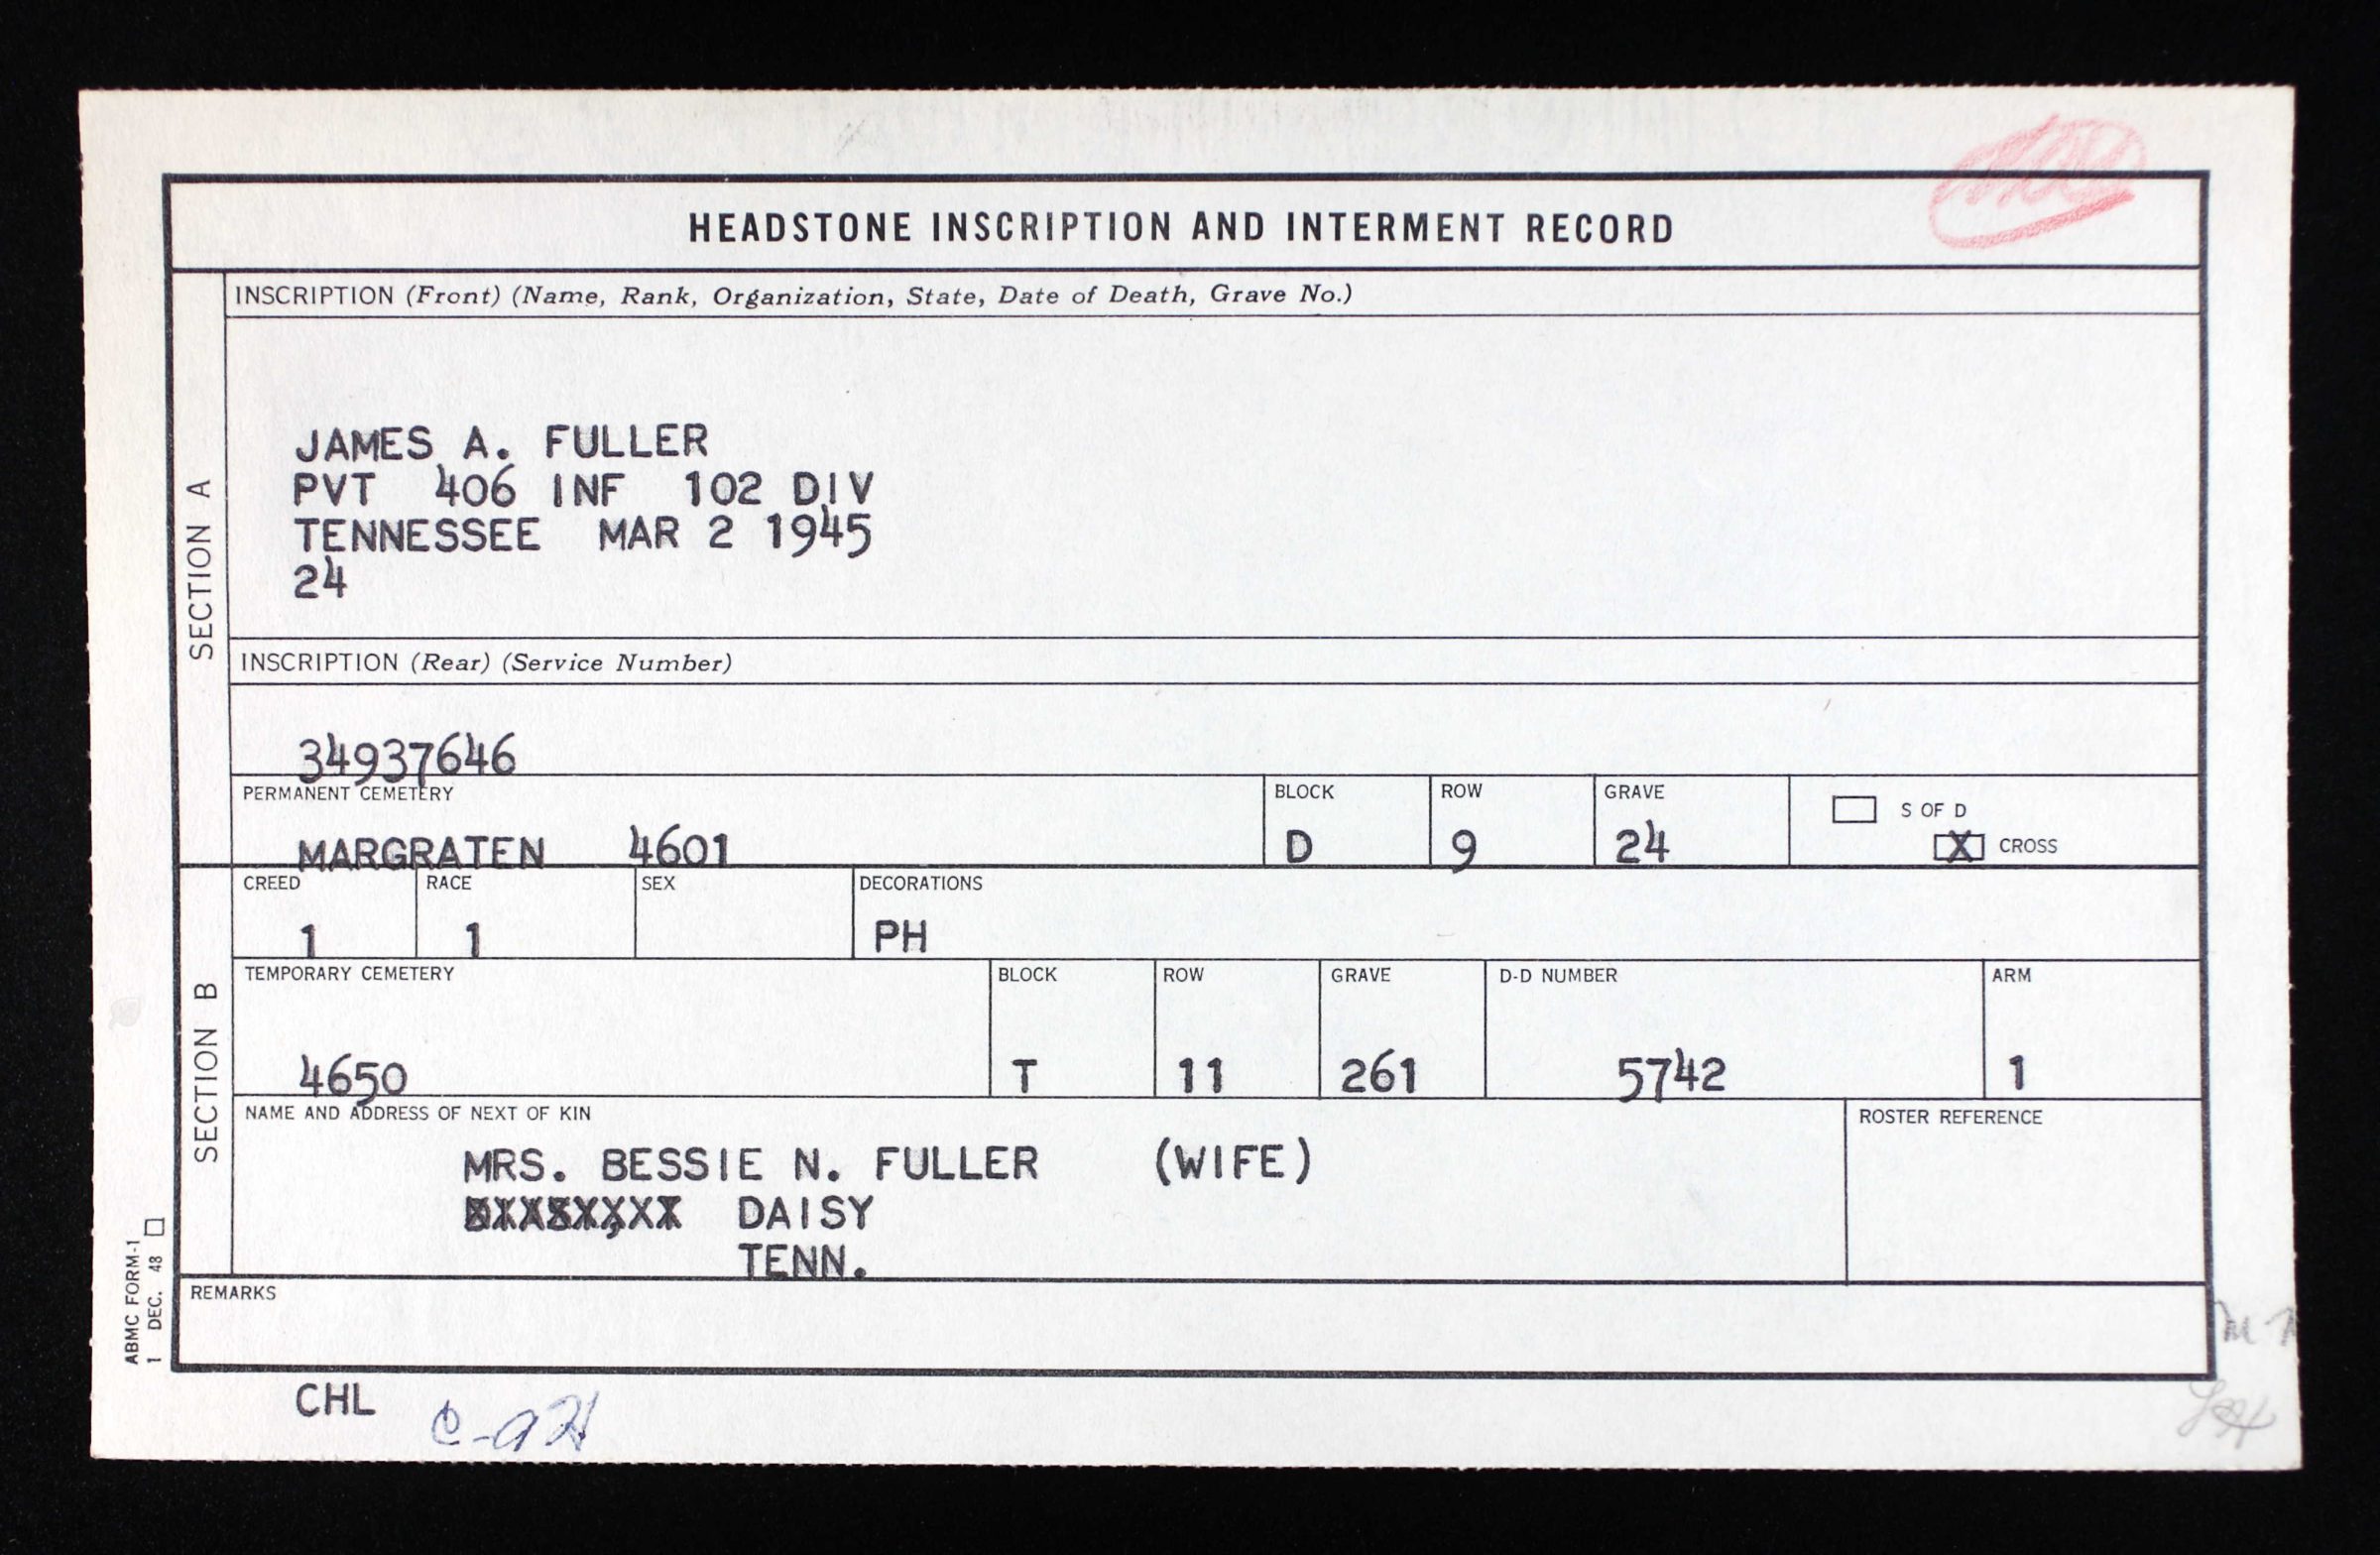 HEADSTONE INSCRIPTION AND INTERMENT RECORD
SECTION A
INSCRIPTION (Front) (Name, Rank, Organization, State, Date of Death, Grave No.)
JAMES A. FULLER
PVT 406 INF 102 DIV
TENNESSEE MAR 2 1945
24
INSCRIPTION (Rear) (Service Number)
34937646
PERMANENT CEMETERY BLOCK ROW GRAVE
S OF D
MARGRATEN 4601 D 9 24 X CROSS
SECTION B
CREED RACE SEX DECORATIONS
1 1 PH
TEMPORARY CEMETERY BLOCK ROW GRAVE D-D NUMBER ARM
4650 T 11 261 5742 1
NAME AND ADDRESS OF NEXT OF KIN ROSTER REFERENCE
MRS. BESSIE N. FULLER (WIFE)
DAISY
TENN.
REMARKS
ABMC FORM-1
1 DEC. 48
CHL